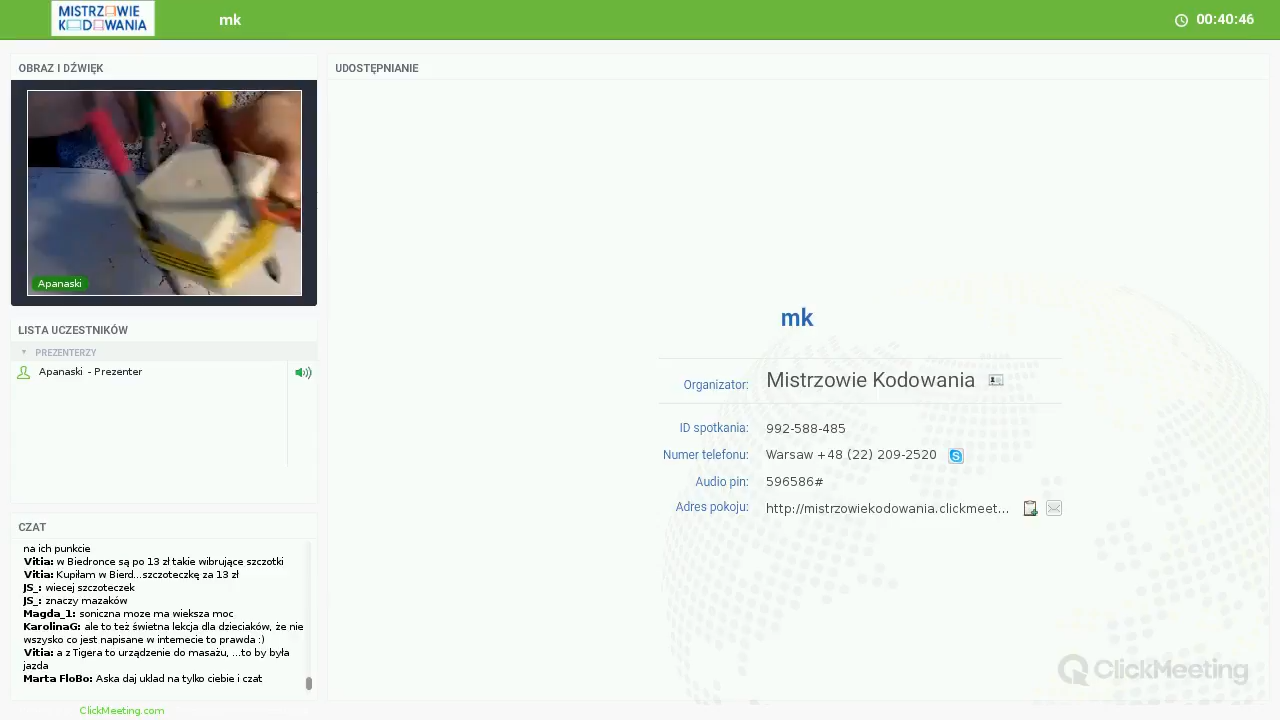 MISTRZOWIE
KODOWANIA
mk
00:40:46
OBRAZ I DŹWIĘK
Apanaski
LISTA UCZESTNIKÓW
PREZENTERZY
Apanaski - Prezenter
CZAT
na ich punkcie
Vitia: w Biedronce są po 13 zł takie wibrujące szczotki
Vitia: Kupiłam w Bierd...szczoteczkę za 13 zł
JS_: wiecej szczoteczek
JS_: znaczy mazaków
Magda_1: soniczna moze ma wieksza moc
KarolinaG: ale to też świetna lekcja dla dzieciaków, że nie
wszysko co jest napisane w internecie to prawda :)
Vitia: a z Tigera to urządzenie do masażu, ...to by była
jazda
Marta FloBo: Aska daj uklad na tylko ciebie i czat
ClickMeeting.com
UDOSTĘPNIANIE
mk
Organizator: Mistrzowie Kodowania
ID spotkania: 992-588-485
Numer telefonu: Warsaw +48 (22) 209-2520
Audio pin: 596586#
Adres pokoju: http://mistrzowiekodowania.clickmeet...
ClickMeeting